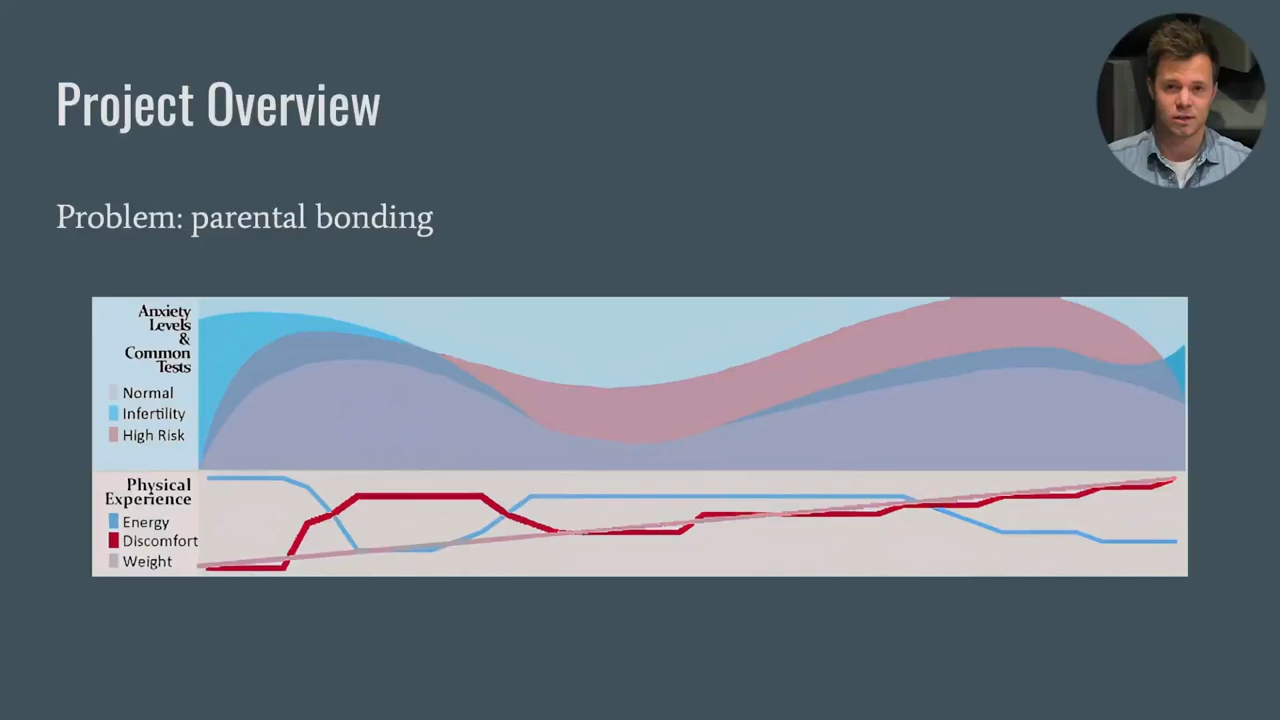 Project Overview
Problem: parental bonding
Anxiety
Levels
&
Common
Tests
Normal
Infertility
High Risk
Physical
Experience
Energy
Discomfort
Weight